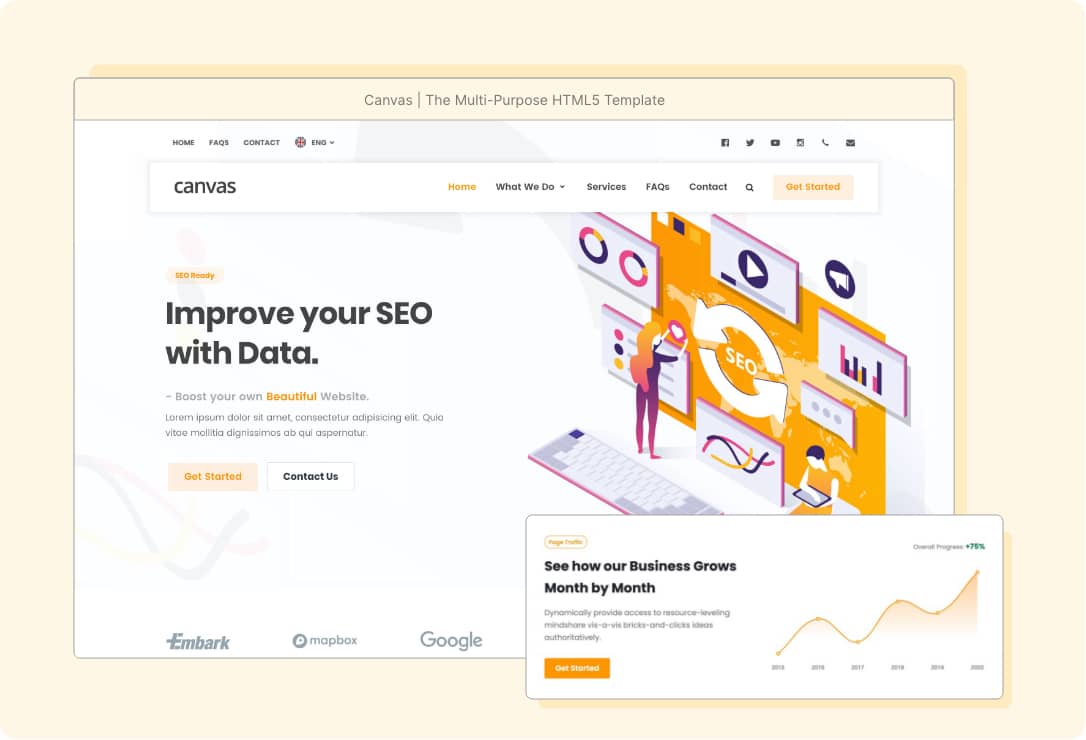 Canvas | The Multi-Purpose HTML5 Template
HOME FAQS CONTACT ENG
canvas Home What We Do Services FAQs Contact Get Started
SEO Ready
Improve your SEO
with Data.
~ Boost your own Beautiful Website.
Lorem ipsum dolor sit amet, consectetur adipisicing elit. Quia
vitae mollitia dignissimos ab qui aspernatur.
Get Started Contact Us
SEO
Embark mapbox Google
Page Traffic
Overall Progress: +75%
See how our Business Grows
Month by Month
Dynamically provide access to resource-leveling
mindshare vis-a-vis bricks-and-clicks ideas
authoritatively.
Get Started
2015 2016 2017 2018 2019 2020